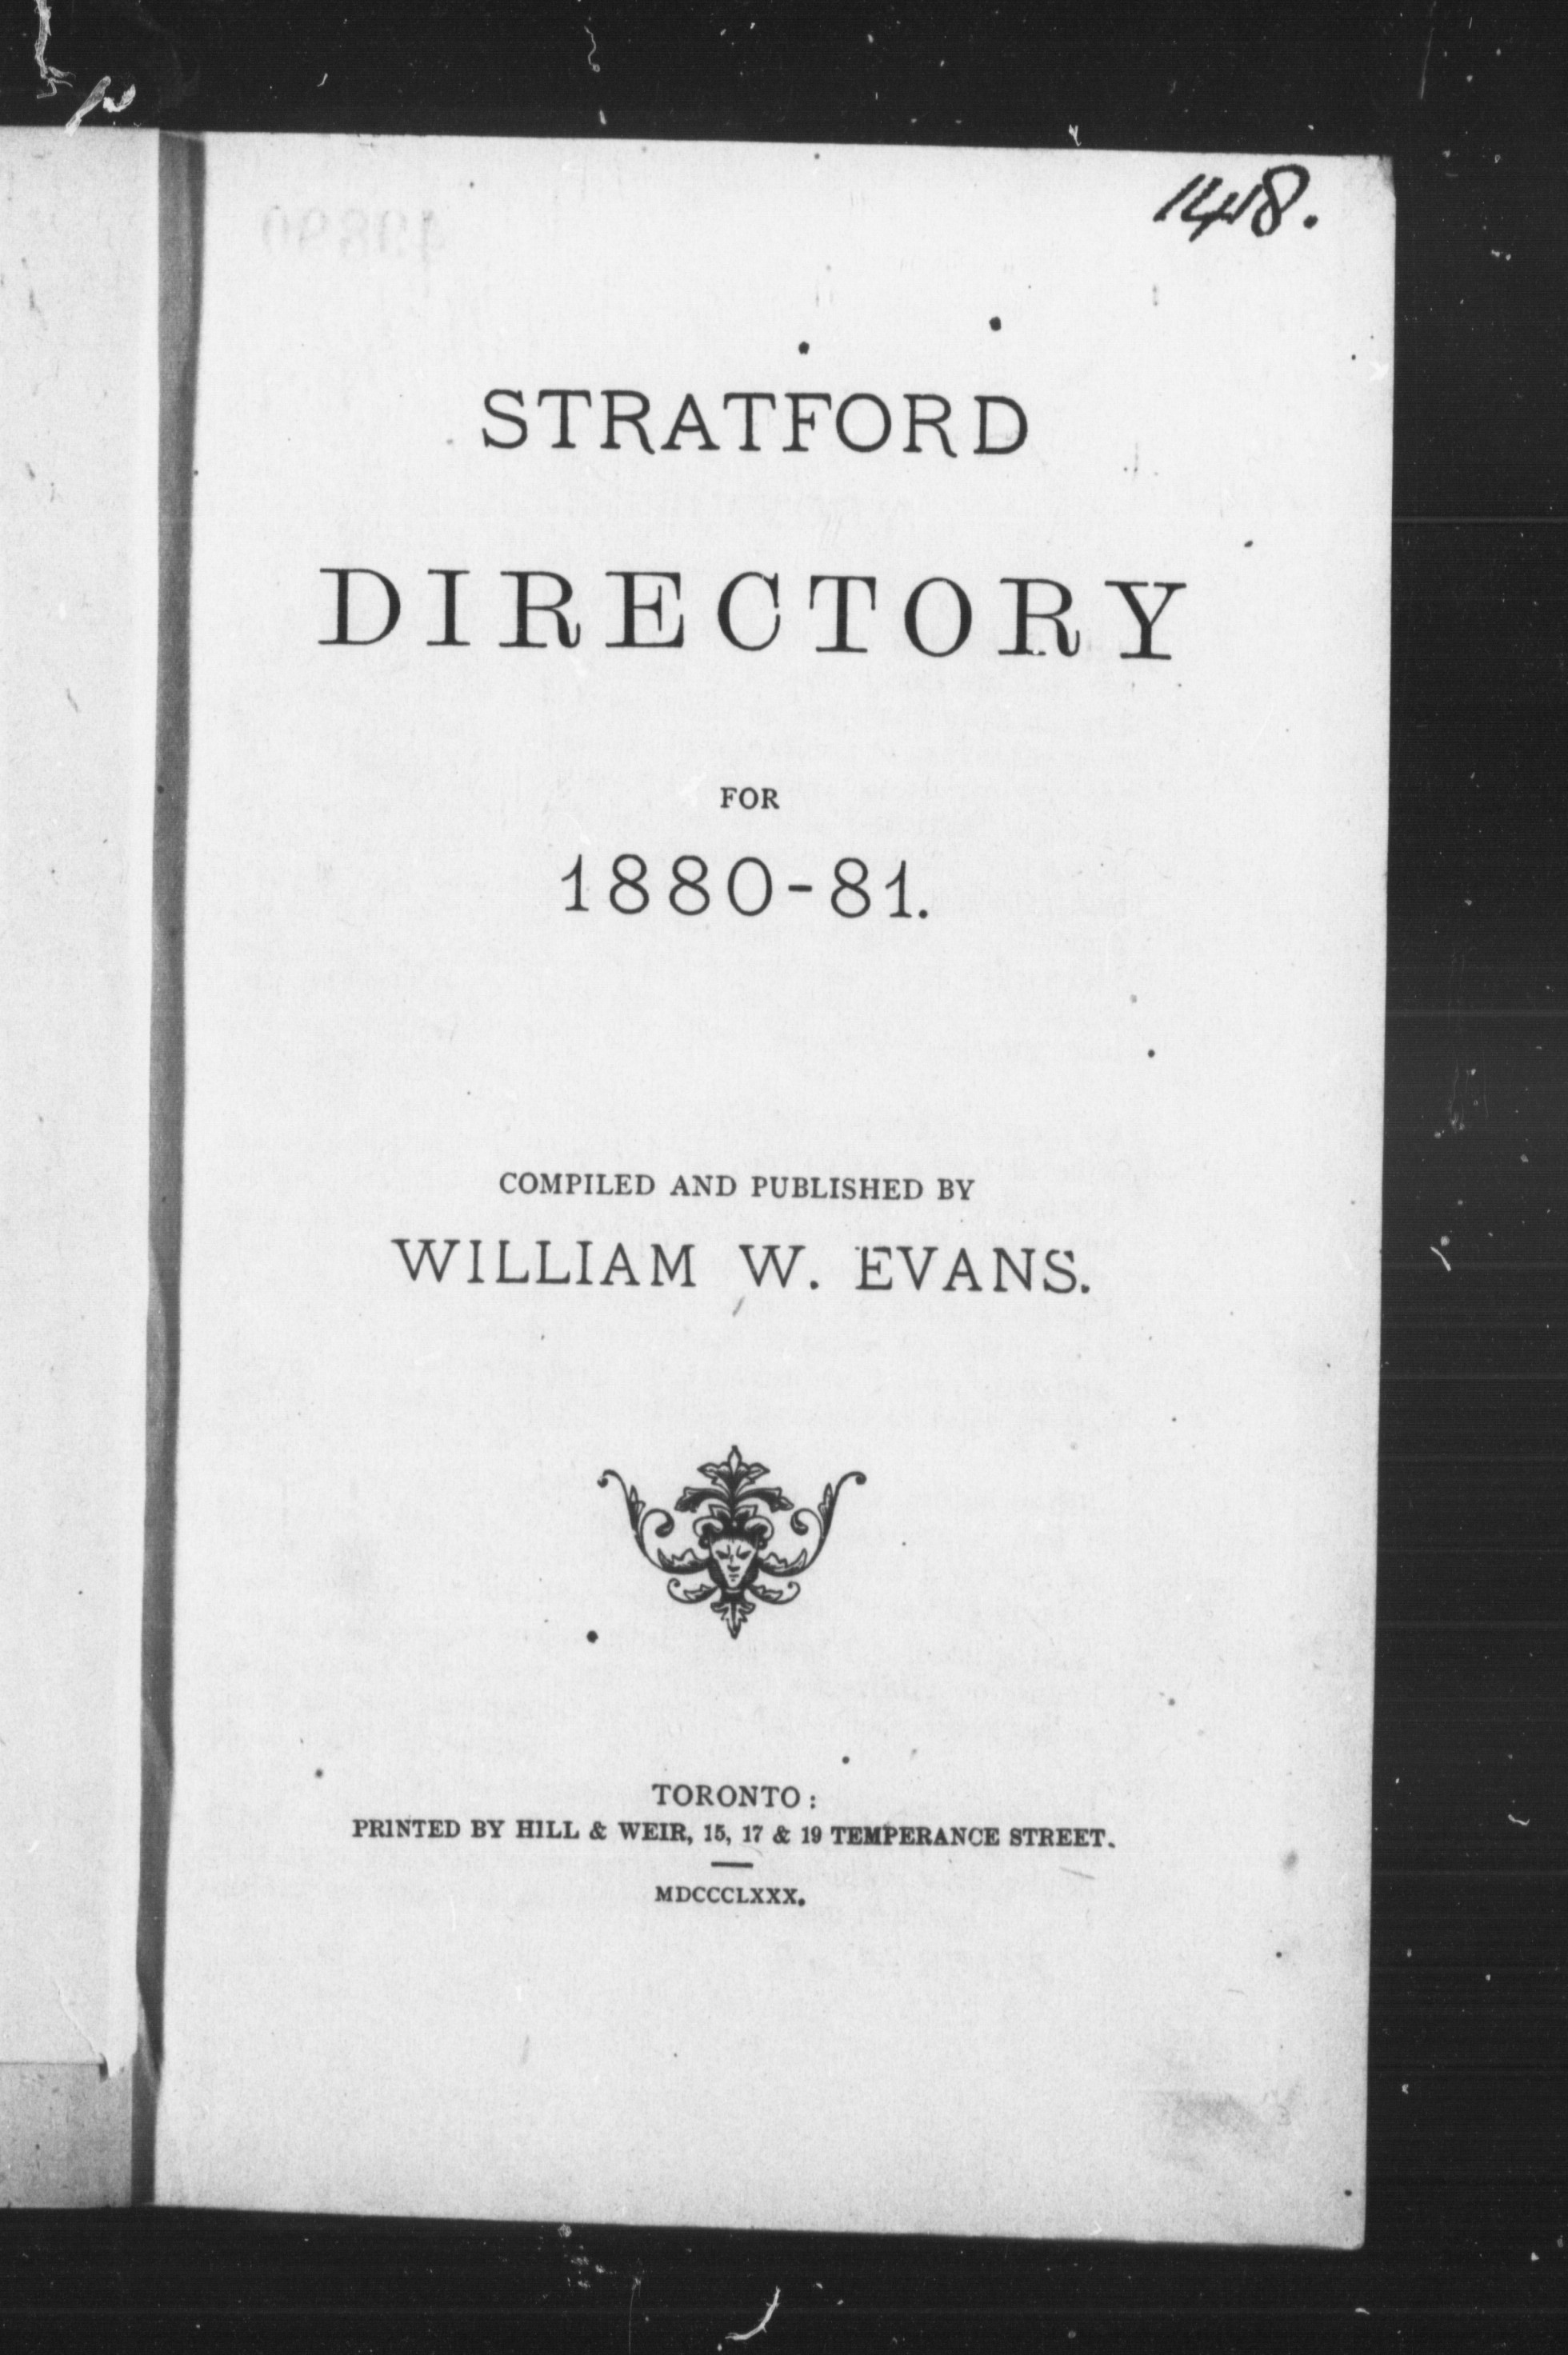 148.
STRATFORD
DIRECTORY
FOR
1880-81.
COMPILED AND PUBLISHED BY
WILLIAM W. EVANS.
TORONTO:
PRINTED BY HILL & WEIR, 15, 17 & 19 TEMPERANCE STREET.
MDCCCLXXX.